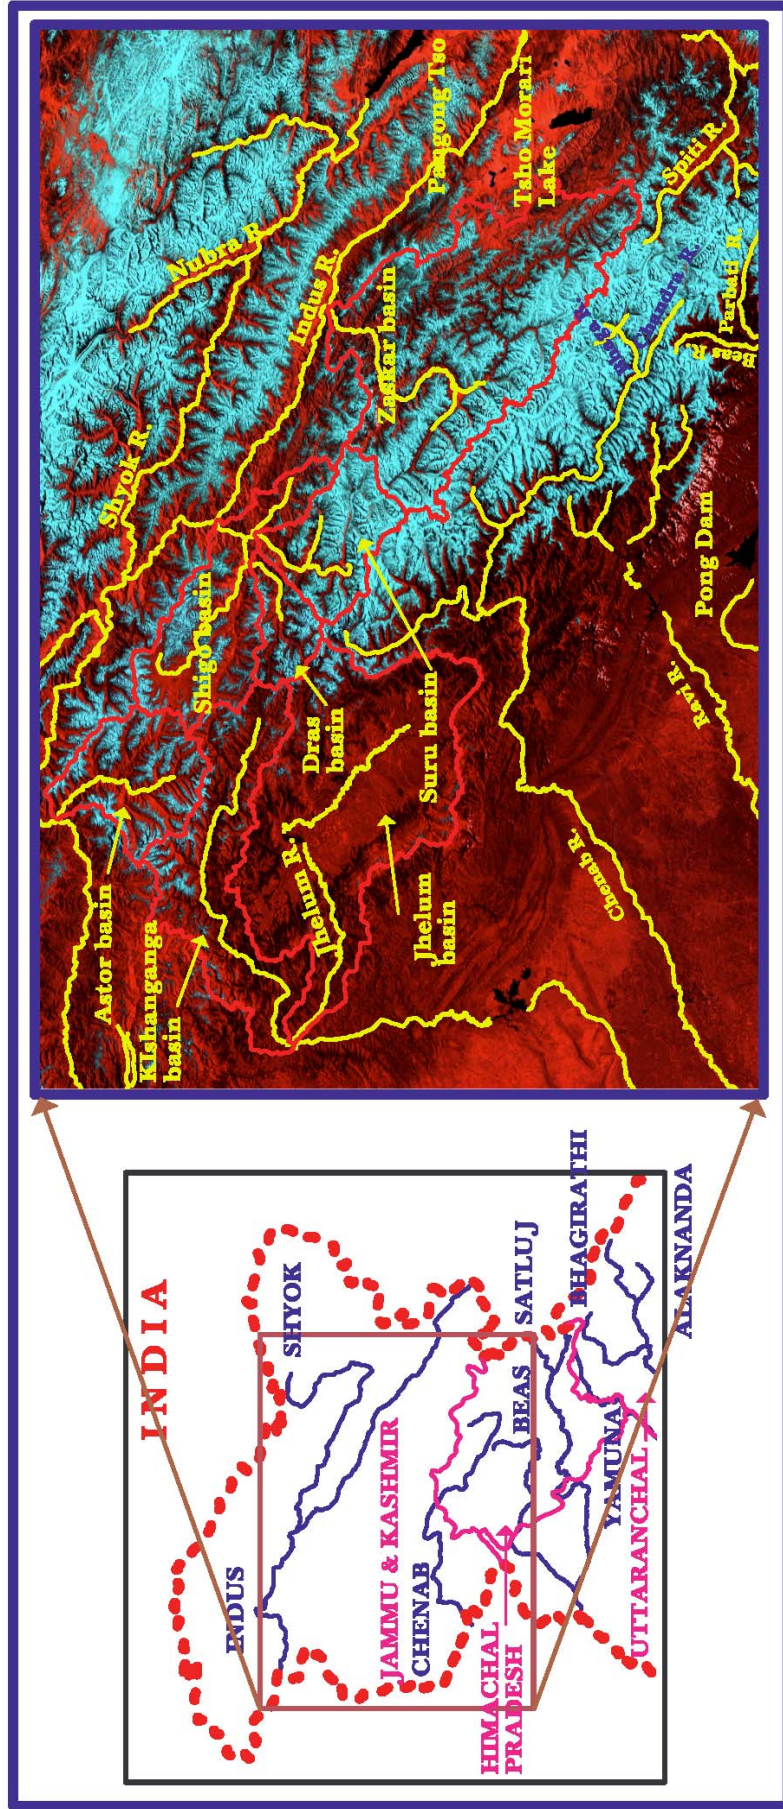 INDIA
SHYOK
INDUS
JAMMU & KASHMIR
CHENAB
HIMACHAL
PRADESH
BEAS
SATLUJ
BHAGIRATHI
YAMUNA
UTTARANCHAL
ALAKNANDA
Astor basin
KIshanganga
basin
Shigo basin
Shyok R.
Nubra R
Indus R.
Pangong Tso
Tsho Morari
Lake
Zaskar basin
Dras
basin
Suru basin
Jhelum R.
Jhelum
basin
Chandra R.
Spiti R.
Parbati R.
Beas R.
Pong Dam
Ravi R.
Chenab R.